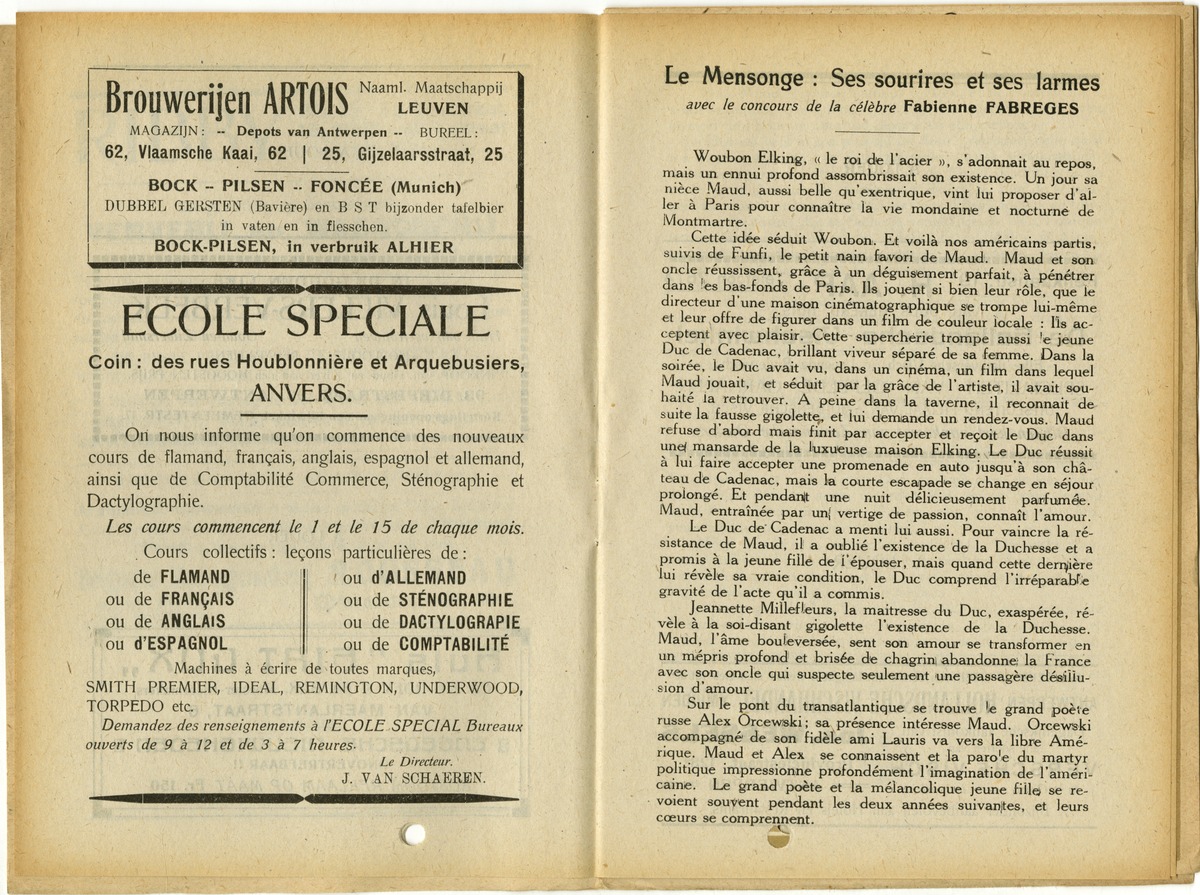 Brouwerijen ARTOIS Naaml. Maatschappij
LEUVEN
MAGAZIJN: -- Depots van Antwerpen -- BUREEL:
62, Vlaamsche Kaai, 62 | 25, Gijzelaarsstraat, 25
BOCK -- PILSEN -- FONCÉE (Munich)
DUBBEL GERSTEN (Bavière) en B S T bijzonder tafelbier
in vaten en in flesschen.
BOCK-PILSEN, in verbruik ALHIER
ECOLE SPECIALE
Coin: des rues Houblonnière et Arquebusiers,
ANVERS.
On nous informe qu'on commence des nouveaux
cours de flamand, français, anglais, espagnol et allemand,
ainsi que de Comptabilité Commerce, Sténographie et
Dactylographie.
Les cours commencent le 1 et le 15 de chaque mois.
Cours collectifs: leçons particulières de:
de FLAMAND ou d'ALLEMAND
ou de FRANÇAIS ou de STÉNOGRAPHIE
ou de ANGLAIS ou de DACTYLOGRAPIE
ou d'ESPAGNOL ou de COMPTABILITÉ
Machines à écrire de toutes marques,
SMITH PREMIER, IDEAL, REMINGTON, UNDERWOOD,
TORPEDO etc.
Demandez des renseignements à l'ECOLE SPECIAL Bureaux
ouverts de 9 à 12 et de 3 à 7 heures.
Le Directeur.
J. VAN SCHAEREN.
Le Mensonge: Ses sourires et ses larmes
avec le concours de la célèbre Fabienne FABREGES
Woubon Elking, « le roi de l'acier », s'adonnait au repos,
mais un ennui profond assombrissait son existence. Un jour sa
nièce Maud, aussi belle qu'exentrique, vint lui proposer d'al-
ler à Paris pour connaître la vie mondaine et nocturne de
Montmartre.
Cette idée séduit Woubon. Et voilà nos américains partis,
suivis de Funfi, le petit nain favori de Maud. Maud et son
oncle réussissent, grâce à un déguisement parfait, à pénétrer
dans les bas-fonds de Paris. Ils jouent si bien leur rôle, que le
directeur d'une maison cinématographique se trompe lui-même
et leur offre de figurer dans un film de couleur locale: Ils ac-
ceptent avec plaisir. Cette supercherie trompe aussi le jeune
Duc de Cadenac, brillant viveur séparé de sa femme. Dans la
soirée, le Duc avait vu, dans un cinéma, un film dans lequel
Maud jouait, et séduit par la grâce de l'artiste, il avait sou-
haité la retrouver. A peine dans la taverne, il reconnait de
suite la fausse gigolette, et lui demande un rendez-vous. Maud
refuse d'abord mais finit par accepter et reçoit le Duc dans
une mansarde de la luxueuse maison Elking. Le Duc réussit
à lui faire accepter une promenade en auto jusqu'à son châ-
teau de Cadenac, mais la courte escapade se change en séjour
prolongé. Et pendant une nuit délicieusement parfumée.
Maud, entraînée par un vertige de passion, connaît l'amour.
Le Duc de Cadenac a menti lui aussi. Pour vaincre la ré-
sistance de Maud, il a oublié l'existence de la Duchesse et a
promis à la jeune fille de l'épouser, mais quand cette dernière
lui révèle sa vraie condition, le Duc comprend l'irréparable
gravité de l'acte qu'il a commis.
Jeannette Millefleurs, la maitresse du Duc, exaspérée, ré-
vèle à la soi-disant gigolette l'existence de la Duchesse.
Maud, l'âme bouleversée, sent son amour se transformer en
un mépris profond et brisée de chagrin abandonne la France
avec son oncle qui suspecte seulement une passagère désillu-
sion d'amour.
Sur le pont du transatlantique se trouve le grand poète
russe Alex Orcewski; sa présence intéresse Maud. Orcewski
accompagné de son fidèle ami Lauris va vers la libre Amé-
rique. Maud et Alex se connaissent et la parole du martyr
politique impressionne profondément l'imagination de l'améri-
caine. Le grand poète et la mélancolique jeune fille se re-
voient souvent pendant les deux années suivantes, et leurs
cœurs se comprennent.